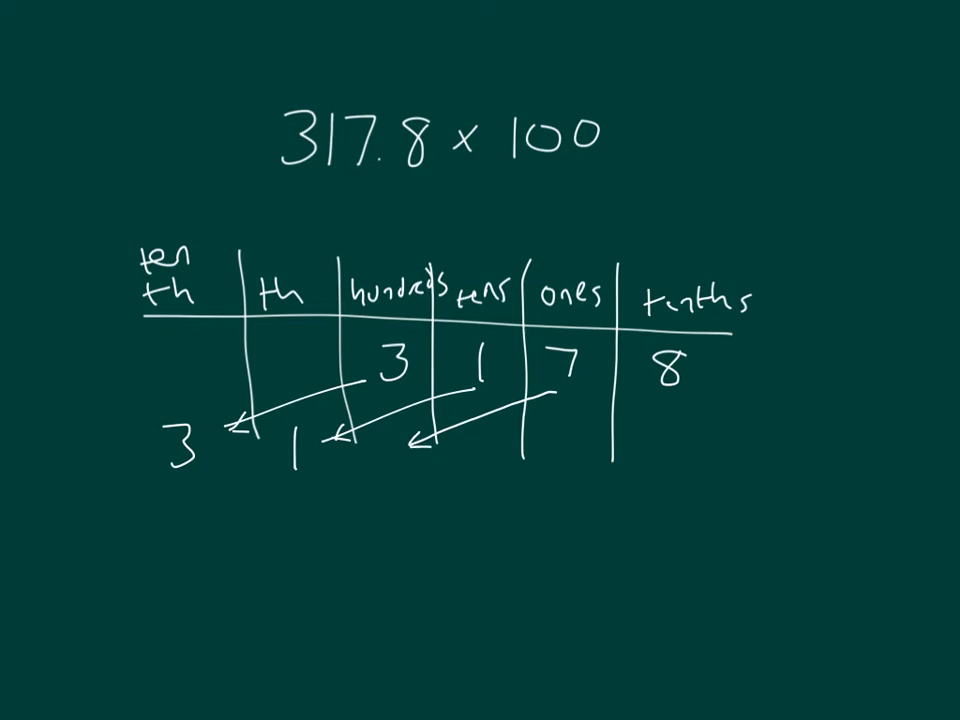 317.8 × 100
ten
th th hundreds tens ones tenths
3 1 7 8
3 1